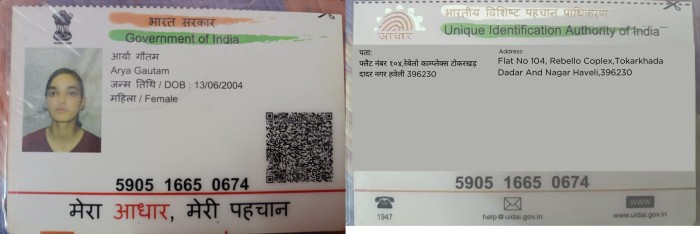 भारत सरकार
Government of India
आर्या गौतम
Arya Gautam
जन्म तिथि / DOB : 13/06/2004
महिला / Female
5905 1665 0674
मेरा आधार, मेरी पहचान
भारतीय विशिष्ट पहचान प्राधिकरण
Unique Identification Authority of India
आधार
पता:
फ्लैट नंबर १०४,रेबेलो काम्प्लेक्स टोकरखाड़
दादर नगर हवेली 396230
Address:
Flat No 104, Rebello Coplex,Tokarkhada
Dadar And Nagar Haveli,396230
5905 1665 0674
1947
help@uidai.gov.in
WWW
www.uidai.gov.in